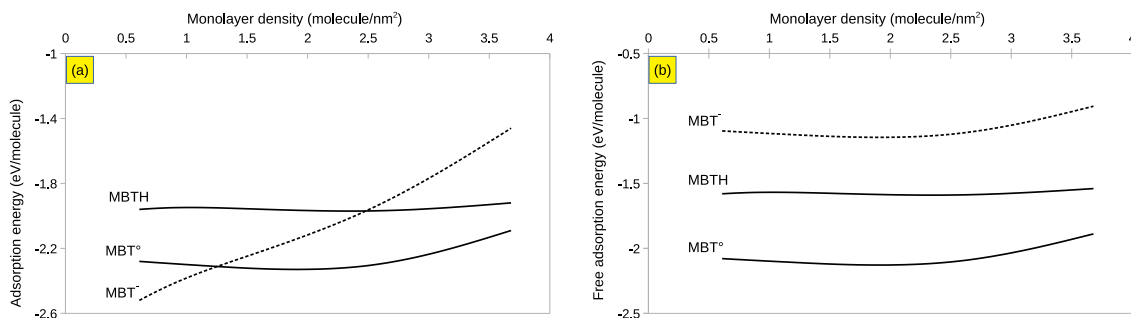 Monolayer density (molecule/nm²)
0 0.5 1 1.5 2 2.5 3 3.5 4
-1
-1.4
-1.8
-2.2
-2.6
Adsorption energy (eV/molecule)
(a)
MBTH
MBT°
MBT⁻
Monolayer density (molecule/nm²)
0 0.5 1 1.5 2 2.5 3 3.5 4
-0.5
-1
-1.5
-2
-2.5
Free adsorption energy (eV/molecule)
(b)
MBT⁻
MBTH
MBT°